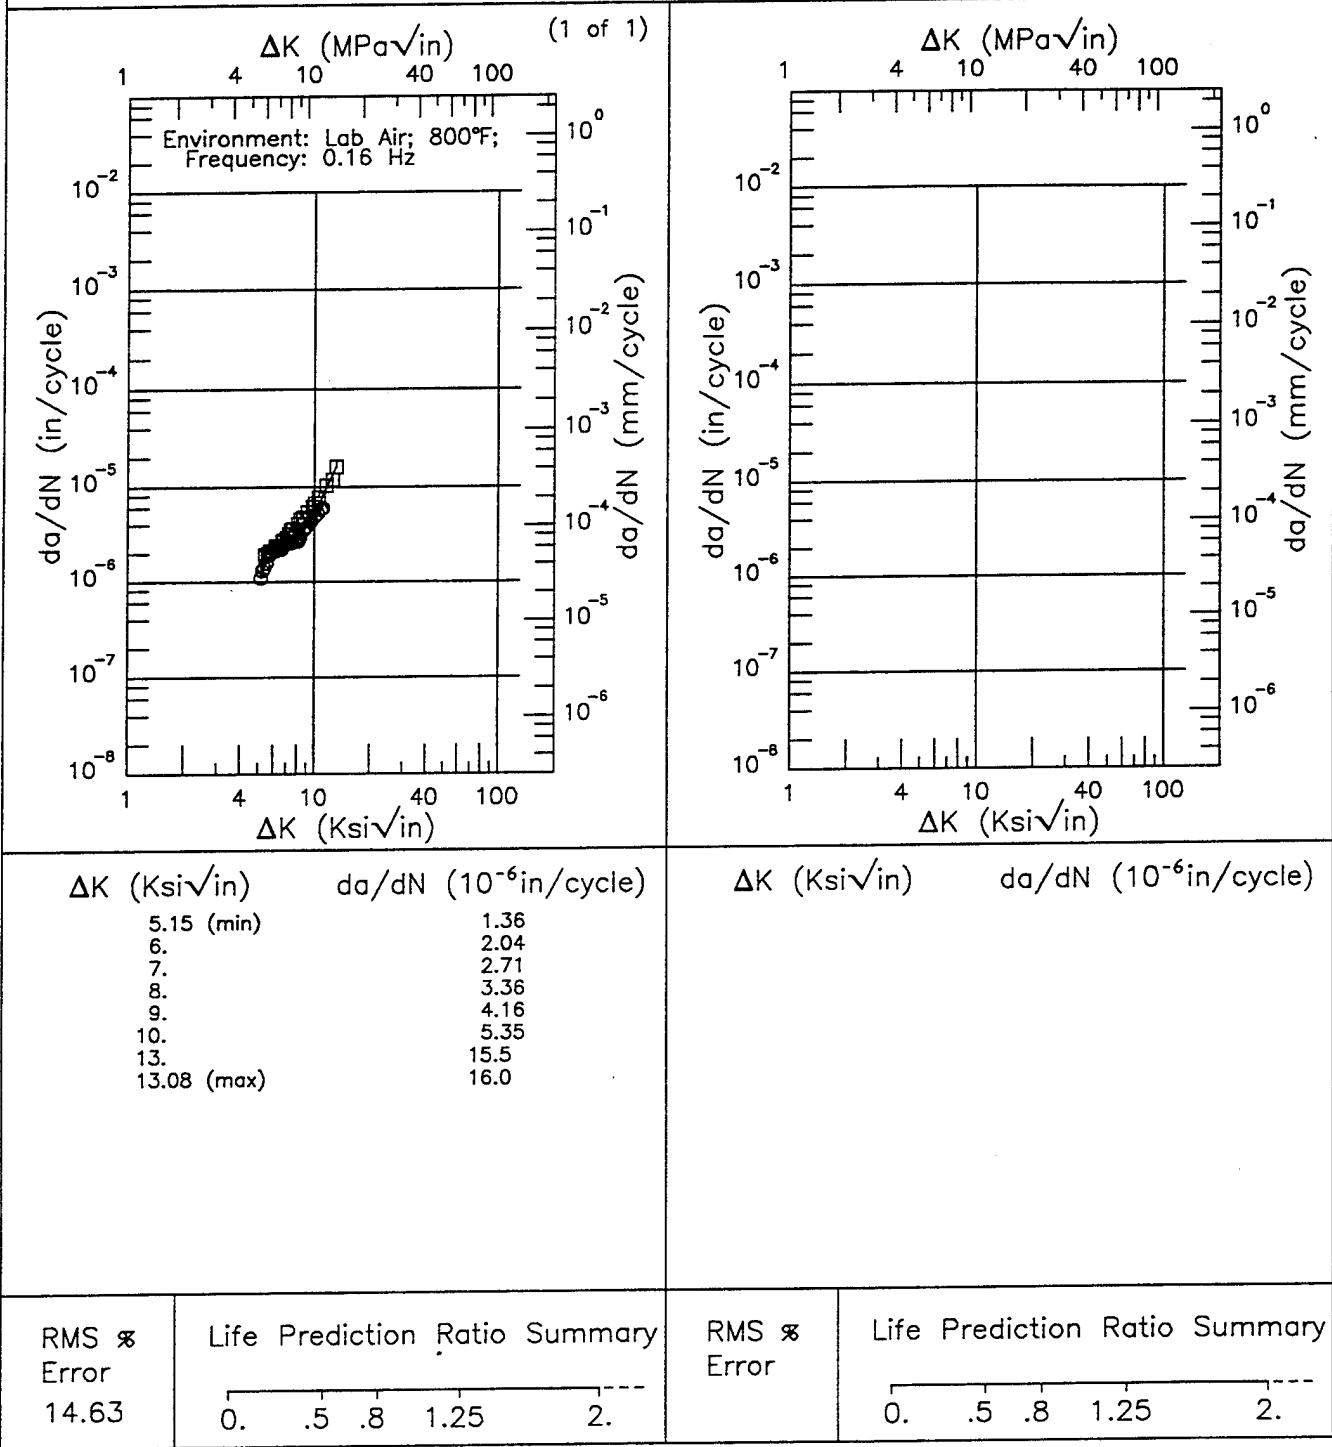 (1 of 1)
ΔK (MPa√in)
1 4 10 40 100
Environment: Lab Air; 800°F;
Frequency: 0.16 Hz
da/dN (in/cycle)
10⁻²
10⁻³
10⁻⁴
10⁻⁵
10⁻⁶
10⁻⁷
10⁻⁸
10⁰
10⁻¹
10⁻²
10⁻³
10⁻⁴
10⁻⁵
10⁻⁶
da/dN (mm/cycle)
1 4 10 40 100
ΔK (Ksi√in)
ΔK (MPa√in)
1 4 10 40 100
da/dN (in/cycle)
10⁻²
10⁻³
10⁻⁴
10⁻⁵
10⁻⁶
10⁻⁷
10⁻⁸
10⁰
10⁻¹
10⁻²
10⁻³
10⁻⁴
10⁻⁵
10⁻⁶
da/dN (mm/cycle)
1 4 10 40 100
ΔK (Ksi√in)
ΔK (Ksi√in) da/dN (10⁻⁶in/cycle)
5.15 (min) 1.36
6. 2.04
7. 2.71
8. 3.36
9. 4.16
10. 5.35
13. 15.5
13.08 (max) 16.0
ΔK (Ksi√in) da/dN (10⁻⁶in/cycle)
RMS %
Error
14.63
Life Prediction Ratio Summary
0. .5 .8 1.25 2.
RMS %
Error
Life Prediction Ratio Summary
0. .5 .8 1.25 2.